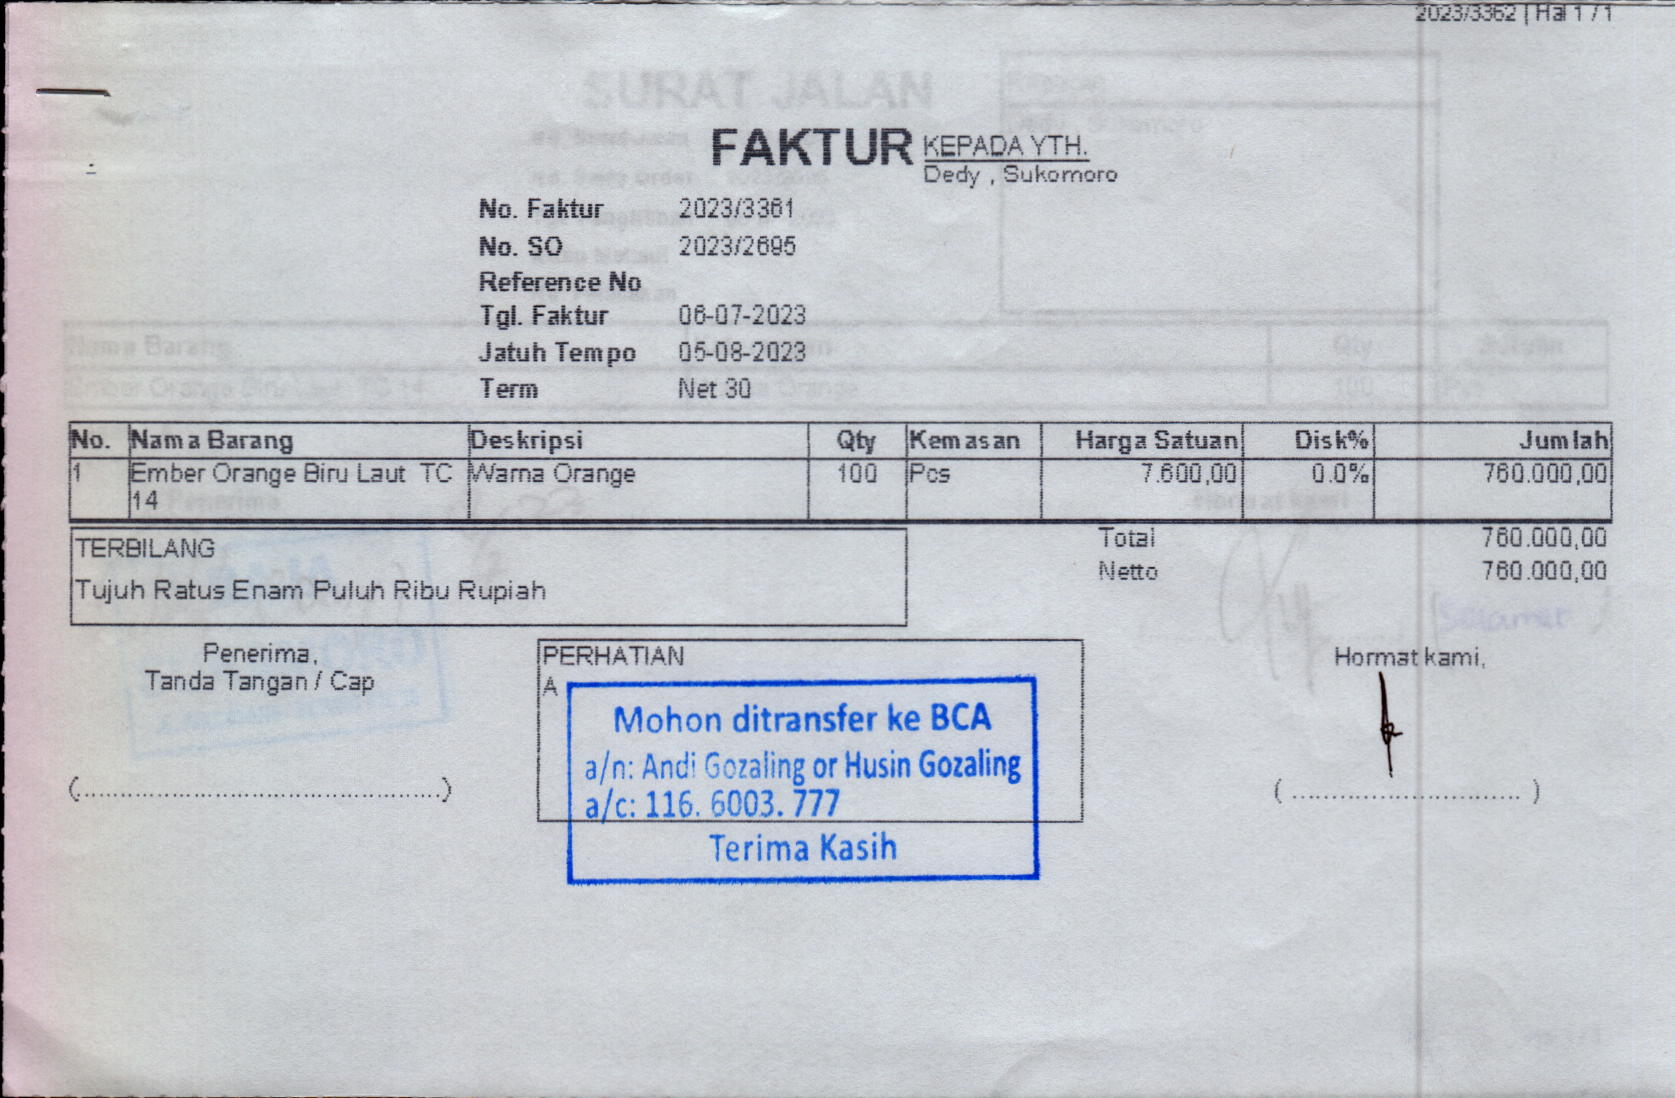 2023/3362 | Hal 1 / 1
SURAT JALAN
FAKTUR
KEPADA YTH.
Dedy , Sukomoro
No. Faktur 2023/3361
No. SO 2023/2695
Reference No
Tgl. Faktur 06-07-2023
Jatuh Tempo 05-08-2023
Term Net 30
No. Nama Barang Deskripsi Qty Kemasan Harga Satuan Disk% Jumlah
1 Ember Orange Biru Laut TC 14 Warna Orange 100 Pcs 7.600,00 0.0% 760.000,00
TERBILANG
Tujuh Ratus Enam Puluh Ribu Rupiah
Total 760.000,00
Netto 760.000,00
Penerima,
Tanda Tangan / Cap
(................................................)
PERHATIAN
A
Mohon ditransfer ke BCA
a/n: Andi Gozaling or Husin Gozaling
a/c: 116. 6003. 777
Terima Kasih
Hormat kami,
( .............................. )